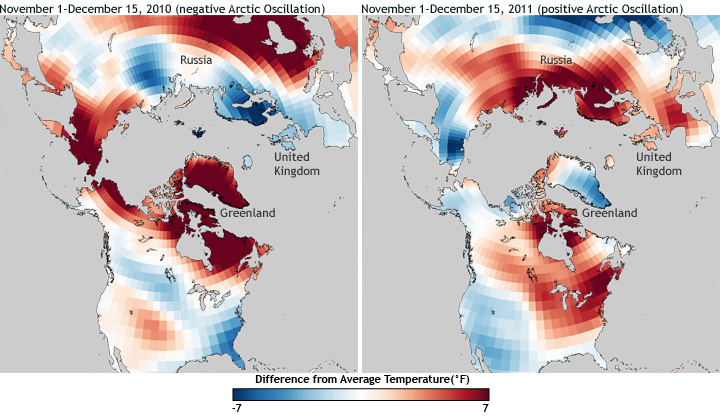 November 1-December 15, 2010 (negative Arctic Oscillation)
November 1-December 15, 2011 (positive Arctic Oscillation)
Russia
United
Kingdom
Greenland
Russia
United
Kingdom
Greenland
Difference from Average Temperature(°F)
-7
7